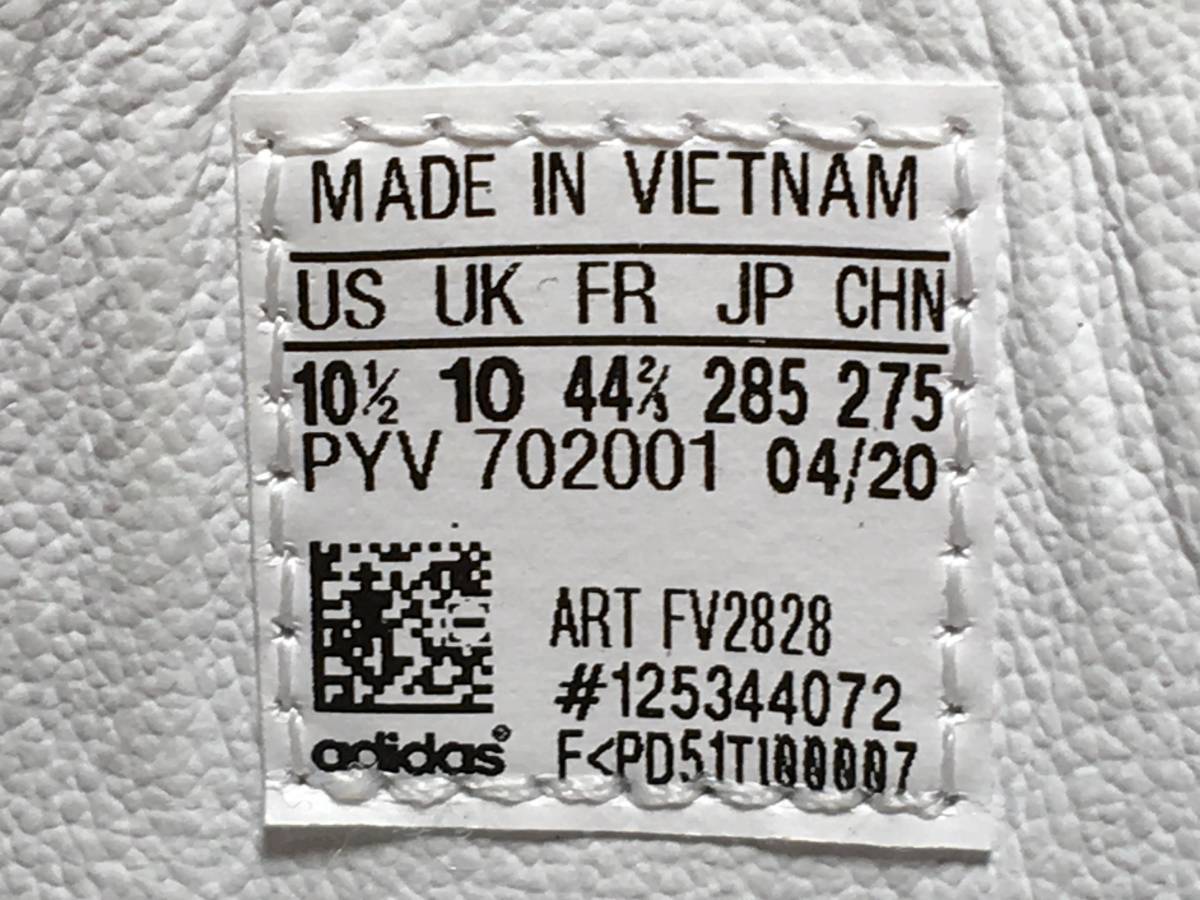 MADE IN VIETNAM
US UK FR JP CHN
10½ 10 44⅔ 285 275
PYV 702001 04/20
ART FV2828
#125344072
adidas®
F<PD51TI00007